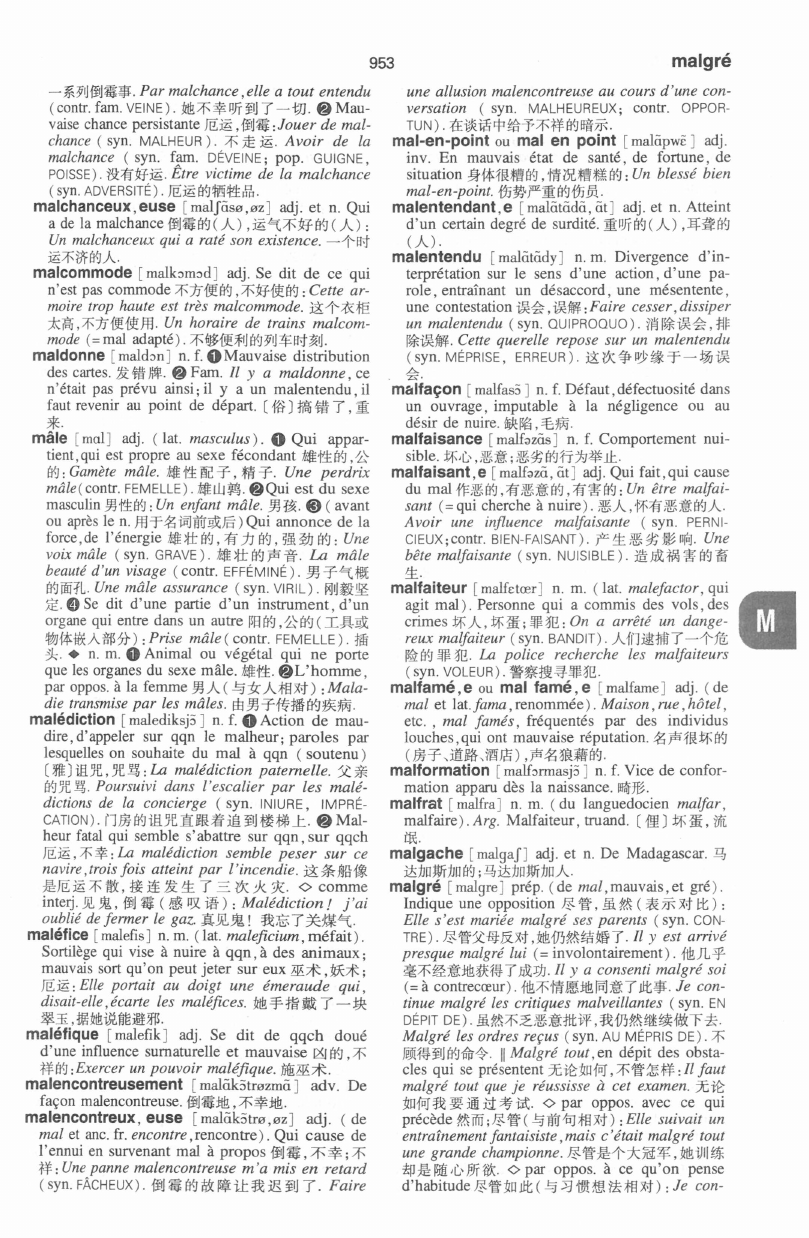 953
malgré
一系列倒霉事. Par malchance,elle a tout entendu
(contr. fam. VEINE). 她不幸听到了一切. ❷ Mau-
vaise chance persistante 厄运,倒霉:Jouer de mal-
chance ( syn. MALHEUR). 不走运. Avoir de la
malchance ( syn. fam. DÉVEINE; pop. GUIGNE,
POISSE). 没有好运. Être victime de la malchance
(syn. ADVERSITÉ). 厄运的牺牲品.
malchanceux,euse [malʃɑ̃sø,øz] adj. et n. Qui
a de la malchance 倒霉的(人),运气不好的(人):
Un malchanceux qui a raté son existence. 一个时
运不济的人.
malcommode [malkɔmɔd] adj. Se dit de ce qui
n'est pas commode 不方便的,不好使的:Cette ar-
moire trop haute est très malcommode. 这个衣柜
太高,不方便使用. Un horaire de trains malcom-
mode (=mal adapté). 不够便利的列车时刻.
maldonne [maldɔn] n. f. ❶Mauvaise distribution
des cartes. 发错牌. ❷ Fam. Il y a maldonne, ce
n'était pas prévu ainsi;il y a un malentendu,il
faut revenir au point de départ. 〔俗〕搞错了,重
来.
mâle [mɑl] adj. ( lat. masculus). ❶ Qui appar-
tient,qui est propre au sexe fécondant 雄性的,公
的:Gamète mâle. 雄性配子,精子. Une perdrix
mâle(contr. FEMELLE). 雄山鹑. ❷Qui est du sexe
masculin 男性的:Un enfant mâle. 男孩. ❸ ( avant
ou après le n. 用于名词前或后)Qui annonce de la
force,de l'énergie 雄壮的,有力的,强劲的:Une
voix mâle ( syn. GRAVE). 雄壮的声音. La mâle
beauté d'un visage (contr. EFFÉMINÉ). 男子气概
的面孔. Une mâle assurance (syn. VIRIL). 刚毅坚
定. ❹ Se dit d'une partie d'un instrument, d'un
organe qui entre dans un autre 阳的,公的(工具或
物体嵌入部分):Prise mâle(contr. FEMELLE). 插
头. ◆ n. m. ❶ Animal ou végétal qui ne porte
que les organes du sexe mâle. 雄性. ❷L'homme,
par oppos. à la femme 男人(与女人相对):Mala-
die transmise par les mâles. 由男子传播的疾病.
malédiction [malediksjɔ̃] n. f. ❶Action de mau-
dire,d'appeler sur qqn le malheur; paroles par
lesquelles on souhaite du mal à qqn ( soutenu)
〔雅〕诅咒,咒骂:La malédiction paternelle. 父亲
的咒骂. Poursuivi dans l'escalier par les malé-
dictions de la concierge ( syn. INIURE, IMPRÉ-
CATION). 门房的诅咒直跟着追到楼梯上. ❷ Mal-
heur fatal qui semble s'abattre sur qqn,sur qqch
厄运,不幸:La malédiction semble peser sur ce
navire,trois fois atteint par l'incendie. 这条船像
是厄运不散,接连发生了三次火灾. ◇ comme
interj. 见鬼,倒霉(感叹语): Malédiction! j'ai
oublié de fermer le gaz. 真见鬼! 我忘了关煤气.
maléfice [malefis] n. m. (lat. maleficium,méfait).
Sortilège qui vise à nuire à qqn,à des animaux;
mauvais sort qu'on peut jeter sur eux 巫术,妖术;
厄运:Elle portait au doigt une émeraude qui,
disait-elle,écarte les maléfices. 她手指戴了一块
翠玉,据她说能避邪.
maléfique [malefik] adj. Se dit de qqch doué
d'une influence surnaturelle et mauvaise 凶的,不
祥的:Exercer un pouvoir maléfique. 施巫术.
malencontreusement [malɑ̃kɔ̃trøzmɑ̃] adv. De
façon malencontreuse. 倒霉地,不幸地.
malencontreux, euse [malɑ̃kɔ̃trø,øz] adj. ( de
mal et anc. fr. encontre,rencontre). Qui cause de
l'ennui en survenant mal à propos 倒霉,不幸;不
祥:Une panne malencontreuse m'a mis en retard
(syn. FÂCHEUX). 倒霉的故障让我迟到了. Faire
une allusion malencontreuse au cours d'une con-
versation ( syn. MALHEUREUX; contr. OPPOR-
TUN). 在谈话中给予不祥的暗示.
mal-en-point ou mal en point [malɑ̃pwɛ̃] adj.
inv. En mauvais état de santé, de fortune, de
situation 身体很糟的,情况糟糕的:Un blessé bien
mal-en-point. 伤势严重的伤员.
malentendant,e [malɑ̃tɑ̃dɑ̃,ɑ̃t] adj. et n. Atteint
d'un certain degré de surdité. 重听的(人),耳聋的
(人).
malentendu [malɑ̃tɑ̃dy] n. m. Divergence d'in-
terprétation sur le sens d'une action, d'une pa-
role, entraînant un désaccord, une mésentente,
une contestation 误会,误解:Faire cesser,dissiper
un malentendu (syn. QUIPROQUO). 消除误会,排
除误解. Cette querelle repose sur un malentendu
(syn. MÉPRISE, ERREUR). 这次争吵缘于一场误
会.
malfaçon [malfasɔ̃] n. f. Défaut,défectuosité dans
un ouvrage, imputable à la négligence ou au
désir de nuire. 缺陷,毛病.
malfaisance [malfəzɑ̃s] n. f. Comportement nui-
sible. 坏心,恶意;恶劣的行为举止.
malfaisant,e [malfəzɑ̃,ɑ̃t] adj. Qui fait,qui cause
du mal 作恶的,有恶意的,有害的:Un être malfai-
sant (=qui cherche à nuire). 恶人,怀有恶意的人.
Avoir une influence malfaisante ( syn. PERNI-
CIEUX;contr. BIEN-FAISANT). 产生恶劣影响. Une
bête malfaisante (syn. NUISIBLE). 造成祸害的畜
生.
malfaiteur [malfɛtœr] n. m. ( lat. malefactor, qui
agit mal). Personne qui a commis des vols,des
crimes 坏人,坏蛋;罪犯:On a arrêté un dange-
reux malfaiteur (syn. BANDIT). 人们逮捕了一个危
险的罪犯. La police recherche les malfaiteurs
(syn. VOLEUR). 警察搜寻罪犯.
malfamé,e ou mal famé,e [malfame] adj. (de
mal et lat. fama,renommée). Maison,rue,hôtel,
etc. , mal famés, fréquentés par des individus
louches,qui ont mauvaise réputation. 名声很坏的
(房子、道路、酒店),声名狼藉的.
malformation [malfɔrmasjɔ̃] n. f. Vice de confor-
mation apparu dès la naissance. 畸形.
malfrat [malfra] n. m. (du languedocien malfar,
malfaire). Arg. Malfaiteur, truand. 〔俚〕坏蛋,流
氓.
malgache [malgaʃ] adj. et n. De Madagascar. 马
达加斯加的;马达加斯加人.
malgré [malgre] prép. (de mal,mauvais,et gré).
Indique une opposition 尽管,虽然(表示对比):
Elle s'est mariée malgré ses parents (syn. CON-
TRE). 尽管父母反对,她仍然结婚了. Il y est arrivé
presque malgré lui (=involontairement). 他几乎
毫不经意地获得了成功. Il y a consenti malgré soi
(=à contrecœur). 他不情愿地同意了此事. Je con-
tinue malgré les critiques malveillantes (syn. EN
DÉPIT DE). 虽然不乏恶意批评,我仍然继续做下去.
Malgré les ordres reçus (syn. AU MÉPRIS DE). 不
顾得到的命令. ‖ Malgré tout,en dépit des obsta-
cles qui se présentent 无论如何,不管怎样:Il faut
malgré tout que je réussisse à cet examen. 无论
如何我要通过考试. ◇ par oppos. avec ce qui
précède 然而;尽管(与前句相对):Elle suivait un
entraînement fantaisiste,mais c'était malgré tout
une grande championne. 尽管是个大冠军,她训练
却是随心所欲. ◇par oppos. à ce qu'on pense
d'habitude 尽管如此(与习惯想法相对):Je con-
M